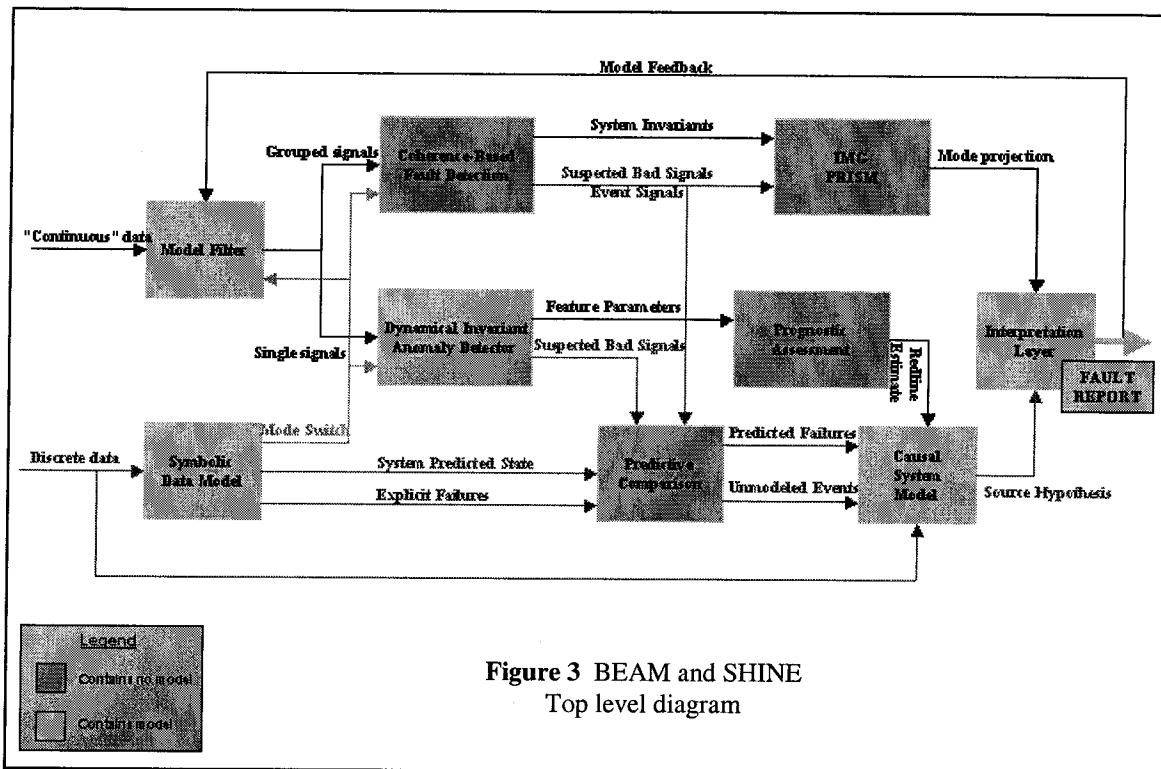 Model Feedback
System Invariants
Grouped signals
Coherence-Based
Fault Detection
IMC
PRISM
Mode projection
Suspected Bad Signals
Event Signals
"Continuous" data
Model Filter
Feature Parameters
Dynamical Invariant
Anomaly Detector
Prognostic
Assessment
Interpretation
Layer
Single signals
Suspected Bad Signals
Redline
Estimate
FAULT
REPORT
Mode Switch
Predicted Failures
Discrete data
Symbolic
Data Model
System Predicted State
Predictive
Comparison
Causal
System
Model
Explicit Failures
Unmodeled Events
Source Hypothesis
Legend
Contains no model
Contains model
Figure 3 BEAM and SHINE
Top level diagram